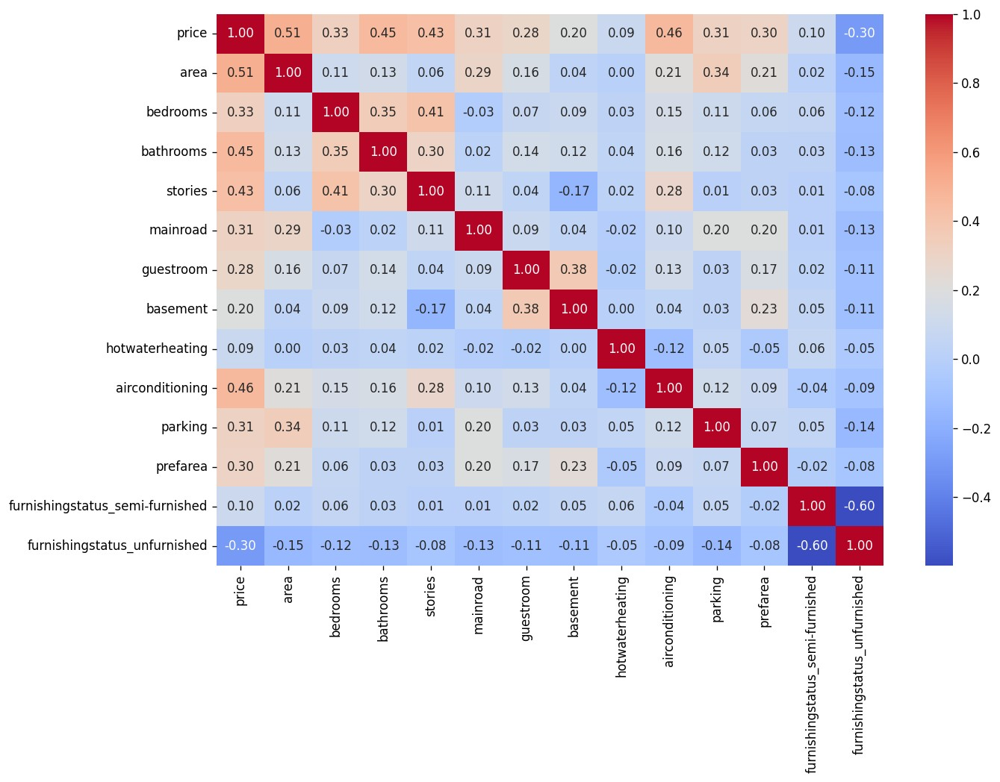 price 1.00 0.51 0.33 0.45 0.43 0.31 0.28 0.20 0.09 0.46 0.31 0.30 0.10 -0.30
area 0.51 1.00 0.11 0.13 0.06 0.29 0.16 0.04 0.00 0.21 0.34 0.21 0.02 -0.15
bedrooms 0.33 0.11 1.00 0.35 0.41 -0.03 0.07 0.09 0.03 0.15 0.11 0.06 0.06 -0.12
bathrooms 0.45 0.13 0.35 1.00 0.30 0.02 0.14 0.12 0.04 0.16 0.12 0.03 0.03 -0.13
stories 0.43 0.06 0.41 0.30 1.00 0.11 0.04 -0.17 0.02 0.28 0.01 0.03 0.01 -0.08
mainroad 0.31 0.29 -0.03 0.02 0.11 1.00 0.09 0.04 -0.02 0.10 0.20 0.20 0.01 -0.13
guestroom 0.28 0.16 0.07 0.14 0.04 0.09 1.00 0.38 -0.02 0.13 0.03 0.17 0.02 -0.11
basement 0.20 0.04 0.09 0.12 -0.17 0.04 0.38 1.00 0.00 0.04 0.03 0.23 0.05 -0.11
hotwaterheating 0.09 0.00 0.03 0.04 0.02 -0.02 -0.02 0.00 1.00 -0.12 0.05 -0.05 0.06 -0.05
airconditioning 0.46 0.21 0.15 0.16 0.28 0.10 0.13 0.04 -0.12 1.00 0.12 0.09 -0.04 -0.09
parking 0.31 0.34 0.11 0.12 0.01 0.20 0.03 0.03 0.05 0.12 1.00 0.07 0.05 -0.14
prefarea 0.30 0.21 0.06 0.03 0.03 0.20 0.17 0.23 -0.05 0.09 0.07 1.00 -0.02 -0.08
furnishingstatus_semi-furnished 0.10 0.02 0.06 0.03 0.01 0.01 0.02 0.05 0.06 -0.04 0.05 -0.02 1.00 -0.60
furnishingstatus_unfurnished -0.30 -0.15 -0.12 -0.13 -0.08 -0.13 -0.11 -0.11 -0.05 -0.09 -0.14 -0.08 -0.60 1.00
price
area
bedrooms
bathrooms
stories
mainroad
guestroom
basement
hotwaterheating
airconditioning
parking
prefarea
furnishingstatus_semi-furnished
furnishingstatus_unfurnished
1.0
0.8
0.6
0.4
0.2
0.0
−0.2
−0.4